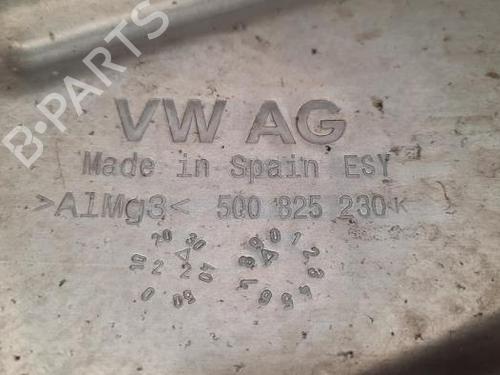 B-PARTS
VW AG
Made in Spain ESY
>AlMg3< 5Q0 825 230 K